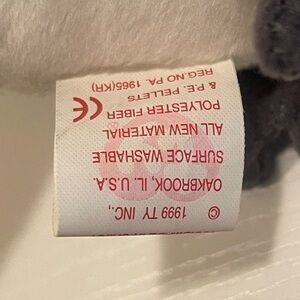 © 1999 TY INC.,
OAKBROOK, IL. U.S.A.
SURFACE WASHABLE
ALL NEW MATERIAL
POLYESTER FIBER
& P.E. PELLETS CE
REG.NO PA. 1965(KR)